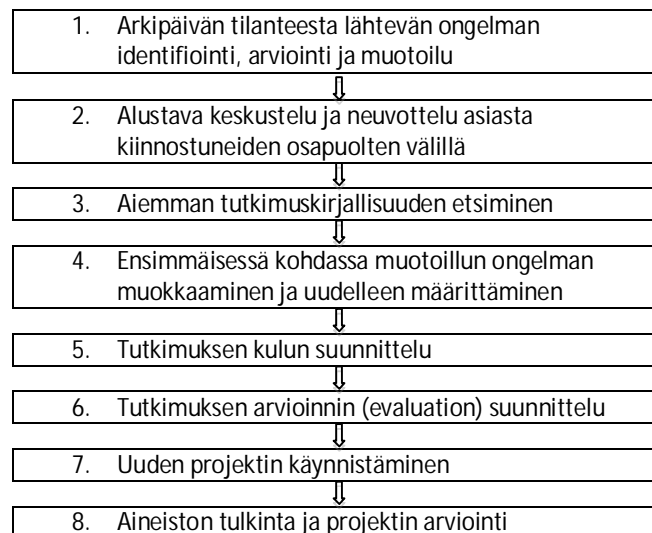 1. Arkipäivän tilanteesta lähtevän ongelman
identifiointi, arviointi ja muotoilu
2. Alustava keskustelu ja neuvottelu asiasta
kiinnostuneiden osapuolten välillä
3. Aiemman tutkimuskirjallisuuden etsiminen
4. Ensimmäisessä kohdassa muotoillun ongelman
muokkaaminen ja uudelleen määrittäminen
5. Tutkimuksen kulun suunnittelu
6. Tutkimuksen arvioinnin (evaluation) suunnittelu
7. Uuden projektin käynnistäminen
8. Aineiston tulkinta ja projektin arviointi